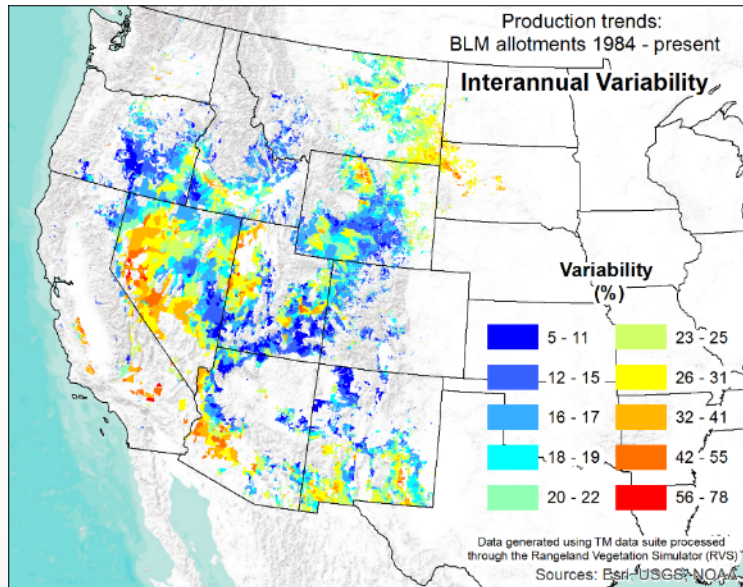 Production trends:
BLM allotments 1984 - present
Interannual Variability
Variability
(%)
5 - 11
12 - 15
16 - 17
18 - 19
20 - 22
23 - 25
26 - 31
32 - 41
42 - 55
56 - 78
Data generated using TM data suite processed
through the Rangeland Vegetation Simulator (RVS)
Sources: Esri, USGS, NOAA